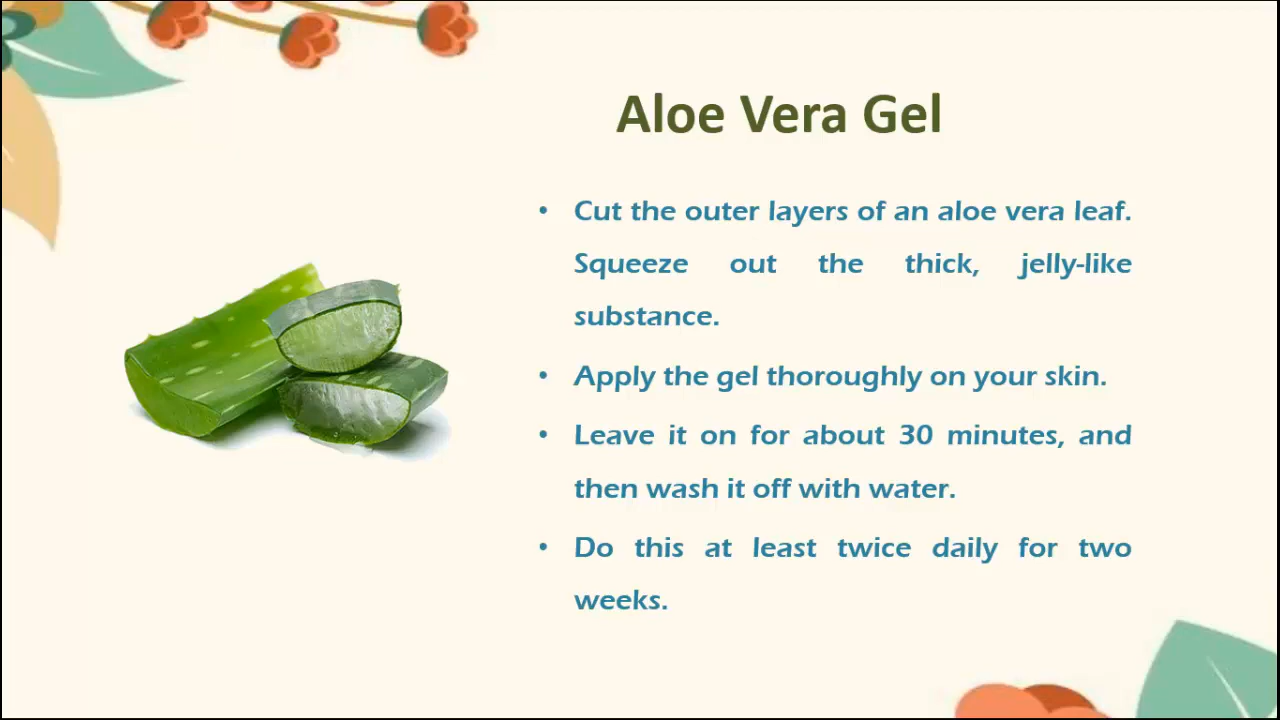 Aloe Vera Gel
• Cut the outer layers of an aloe vera leaf.
Squeeze out the thick, jelly-like
substance.
• Apply the gel thoroughly on your skin.
• Leave it on for about 30 minutes, and
then wash it off with water.
• Do this at least twice daily for two
weeks.